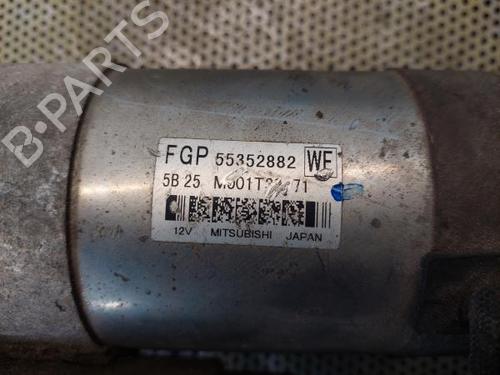 B-PARTS
FGP 55352882 WE
5B 25
12V MITSUBISHI JAPAN